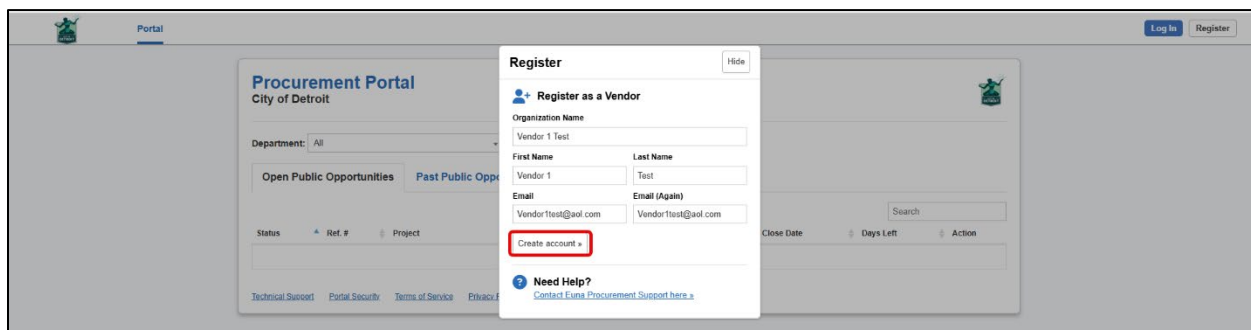 Portal
Log In Register
Procurement Portal
City of Detroit
Department: All
Open Public Opportunities Past Public Oppo
Search
Status Ref. # Project Close Date Days Left Action
Technical Support Portal Security Terms of Service Privacy P
Register Hide
Register as a Vendor
Organization Name
Vendor 1 Test
First Name Last Name
Vendor 1 Test
Email Email (Again)
Vendor1test@aol.com Vendor1test@aol.com
Create account »
Need Help?
Contact Euna Procurement Support here »